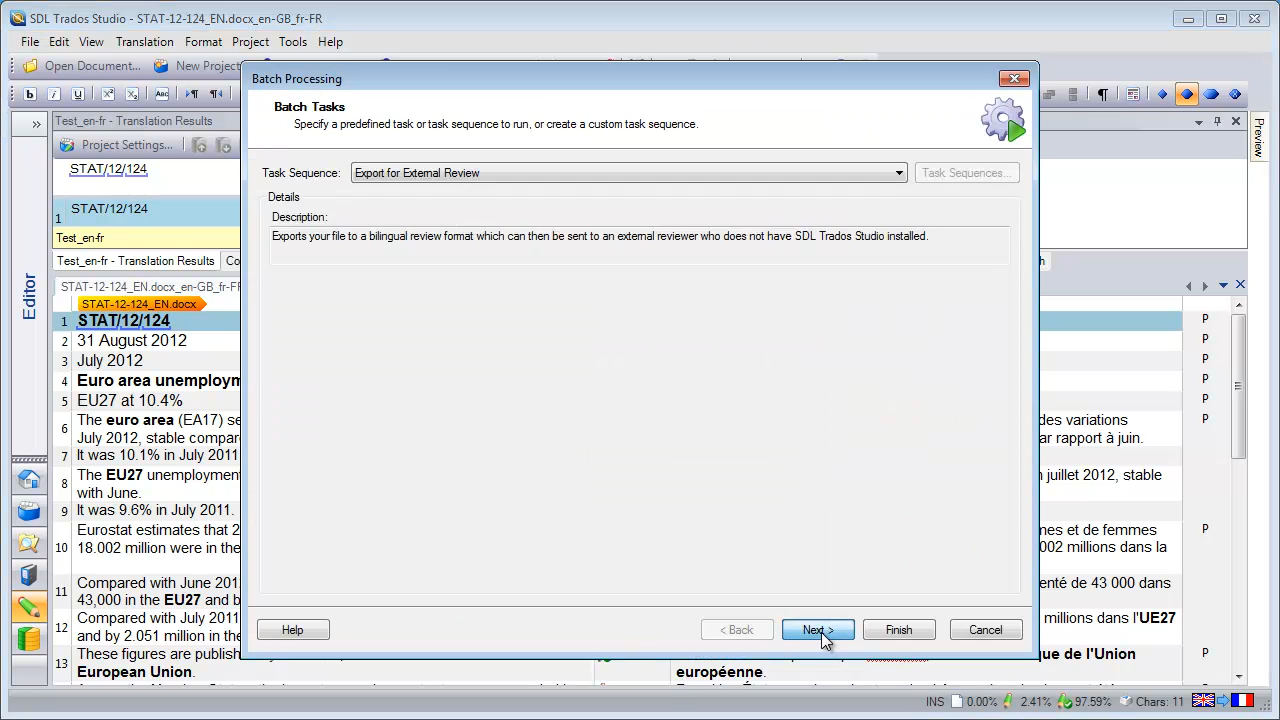 SDL Trados Studio - STAT-12-124_EN.docx_en-GB_fr-FR
File Edit View Translation Format Project Tools Help
Open Document... New Proje
b i U X² X₂ ABC
Test_en-fr - Translation Results
Project Settings...
STAT/12/124
1 STAT/12/124
Test_en-fr
Test_en-fr - Translation Results Co
STAT-12-124_EN.docx_en-GB_fr-F
STAT-12-124_EN.docx
1 STAT/12/124 P
2 31 August 2012 P
3 July 2012 P
4 Euro area unemploym P
5 EU27 at 10.4% P
6 The euro area (EA17) se
July 2012, stable compar
des variations P
ar rapport à juin.
7 It was 10.1% in July 2011
8 The EU27 unemployment
with June.
n juillet 2012, stable
9 It was 9.6% in July 2011.
10 Eurostat estimates that 2
18.002 million were in the
mes et de femmes P
002 millions dans la
11 Compared with June 201
43,000 in the EU27 and b
enté de 43 000 dans
12 Compared with July 2011
and by 2.051 million in the
millions dans l'UE27 P
13 These figures are publish
European Union.
que de l'Union P
européenne.
Editor
Preview
Batch Processing
Batch Tasks
Specify a predefined task or task sequence to run, or create a custom task sequence.
Task Sequence: Export for External Review Task Sequences...
Details
Description:
Exports your file to a bilingual review format which can then be sent to an external reviewer who does not have SDL Trados Studio installed.
Help < Back Next > Finish Cancel
INS 0.00% 2.41% 97.59% Chars: 11